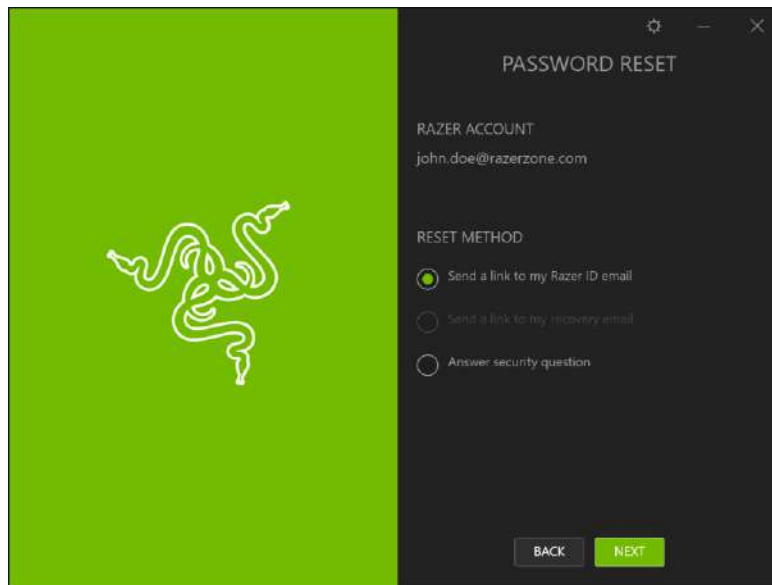 PASSWORD RESET
RAZER ACCOUNT
john.doe@razerzone.com
RESET METHOD
Send a link to my Razer ID email
Send a link to my recovery email
Answer security question
BACK NEXT